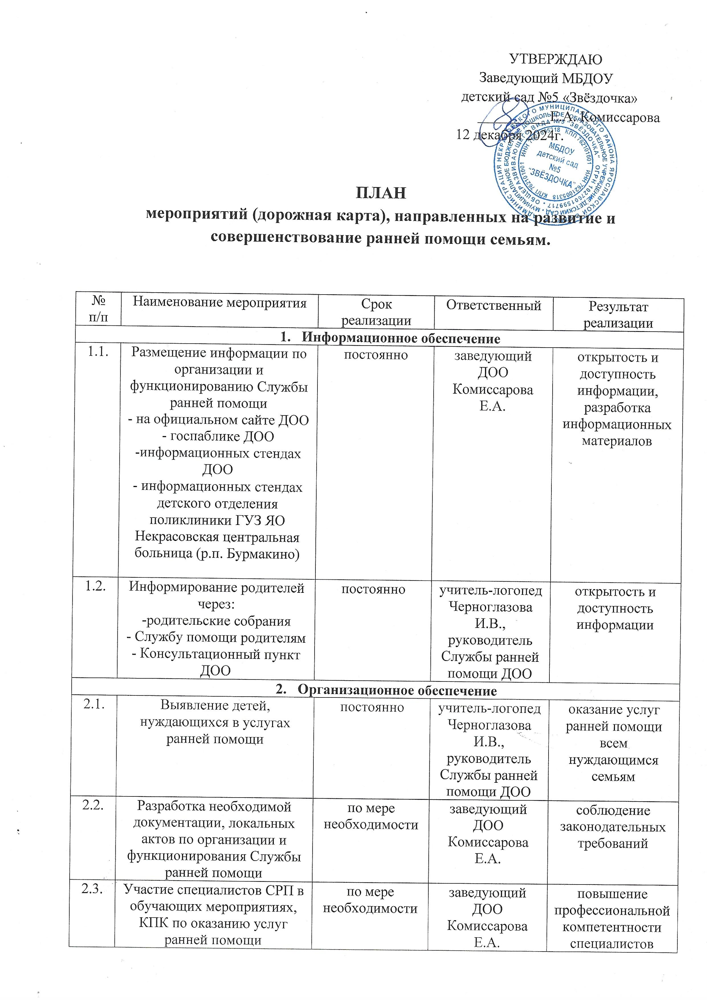 УТВЕРЖДАЮ
Заведующий МБДОУ
детский сад №5 «Звёздочка»
Е.А. Комиссарова
12 декабря 2024г.
МБДОУ
детский сад
№5
"ЗВЁЗДОЧКА"
ПЛАН
мероприятий (дорожная карта), направленных на развитие и
совершенствование ранней помощи семьям.
№
п/п
Наименование мероприятия
Срок
реализации
Ответственный
Результат
реализации
1. Информационное обеспечение
1.1.
Размещение информации по
организации и
функционированию Службы
ранней помощи
- на официальном сайте ДОО
- госпаблике ДОО
-информационных стендах
ДОО
- информационных стендах
детского отделения
поликлиники ГУЗ ЯО
Некрасовская центральная
больница (р.п. Бурмакино)
постоянно
заведующий
ДОО
Комиссарова
Е.А.
открытость и
доступность
информации,
разработка
информационных
материалов
1.2.
Информирование родителей
через:
-родительские собрания
- Службу помощи родителям
- Консультационный пункт
ДОО
постоянно
учитель-логопед
Черноглазова
И.В.,
руководитель
Службы ранней
помощи ДОО
открытость и
доступность
информации
2. Организационное обеспечение
2.1.
Выявление детей,
нуждающихся в услугах
ранней помощи
постоянно
учитель-логопед
Черноглазова
И.В.,
руководитель
Службы ранней
помощи ДОО
оказание услуг
ранней помощи
всем
нуждающимся
семьям
2.2.
Разработка необходимой
документации, локальных
актов по организации и
функционирования Службы
ранней помощи
по мере
необходимости
заведующий
ДОО
Комиссарова
Е.А.
соблюдение
законодательных
требований
2.3.
Участие специалистов СРП в
обучающих мероприятиях,
КПК по оказанию услуг
ранней помощи
по мере
необходимости
заведующий
ДОО
Комиссарова
Е.А.
повышение
профессиональной
компетентности
специалистов